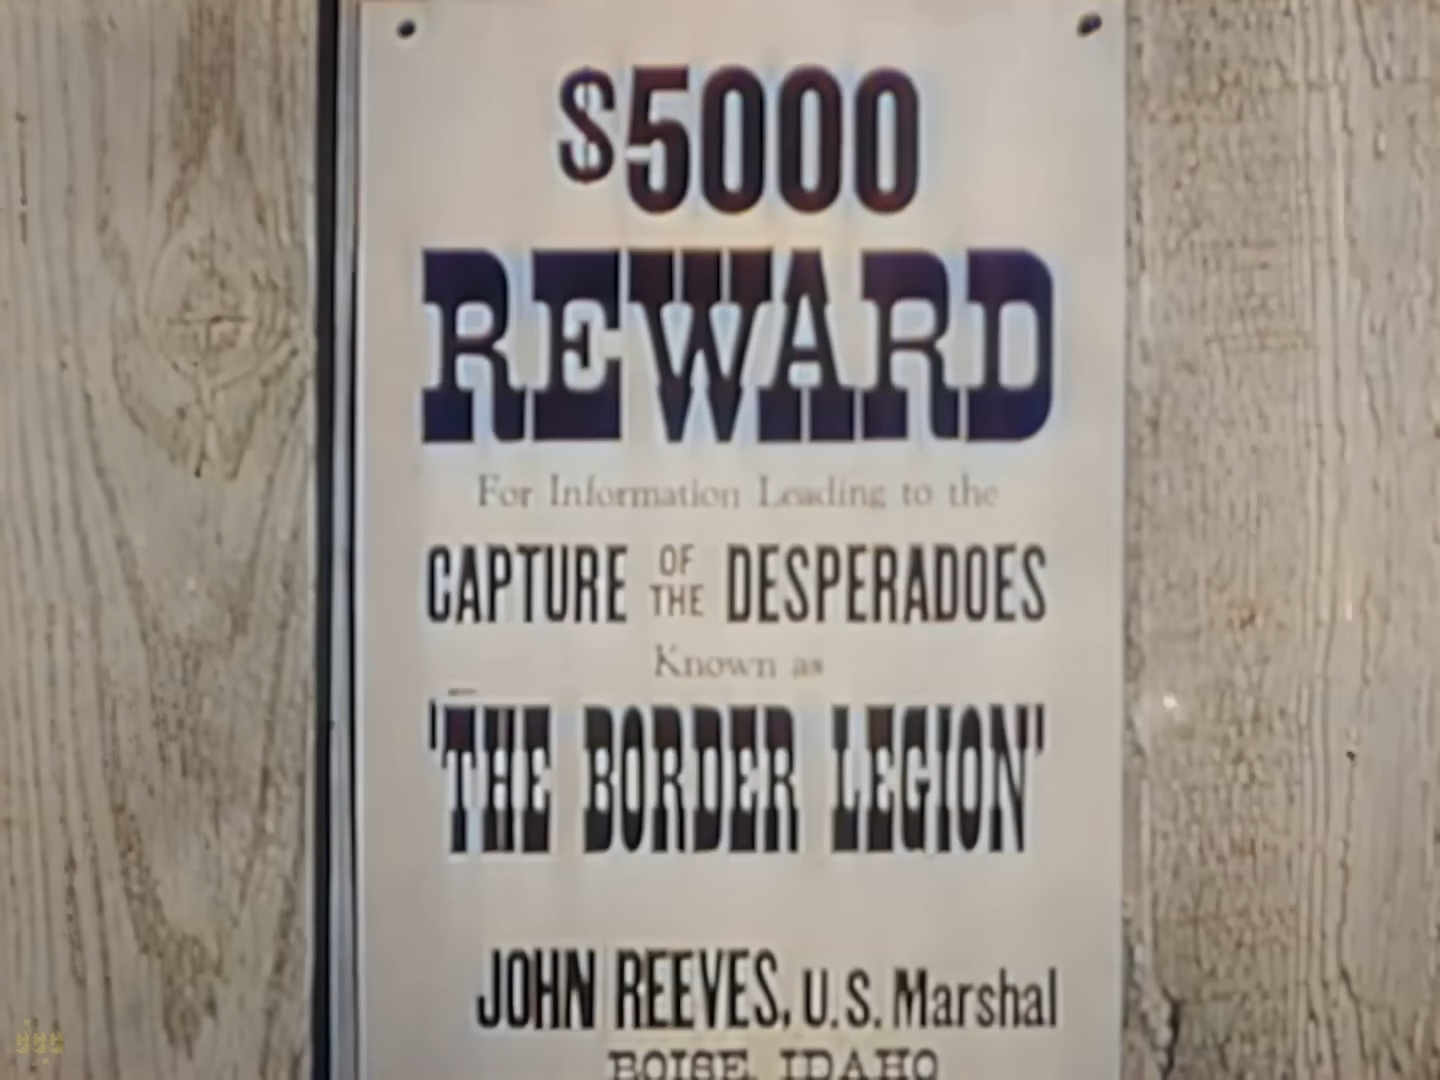 $5000
REWARD
For Information Leading to the
CAPTURE OF THE DESPERADOES
Known as
"THE BORDER LEGION"
JOHN REEVES, U.S. Marshal
BOISE, IDAHO